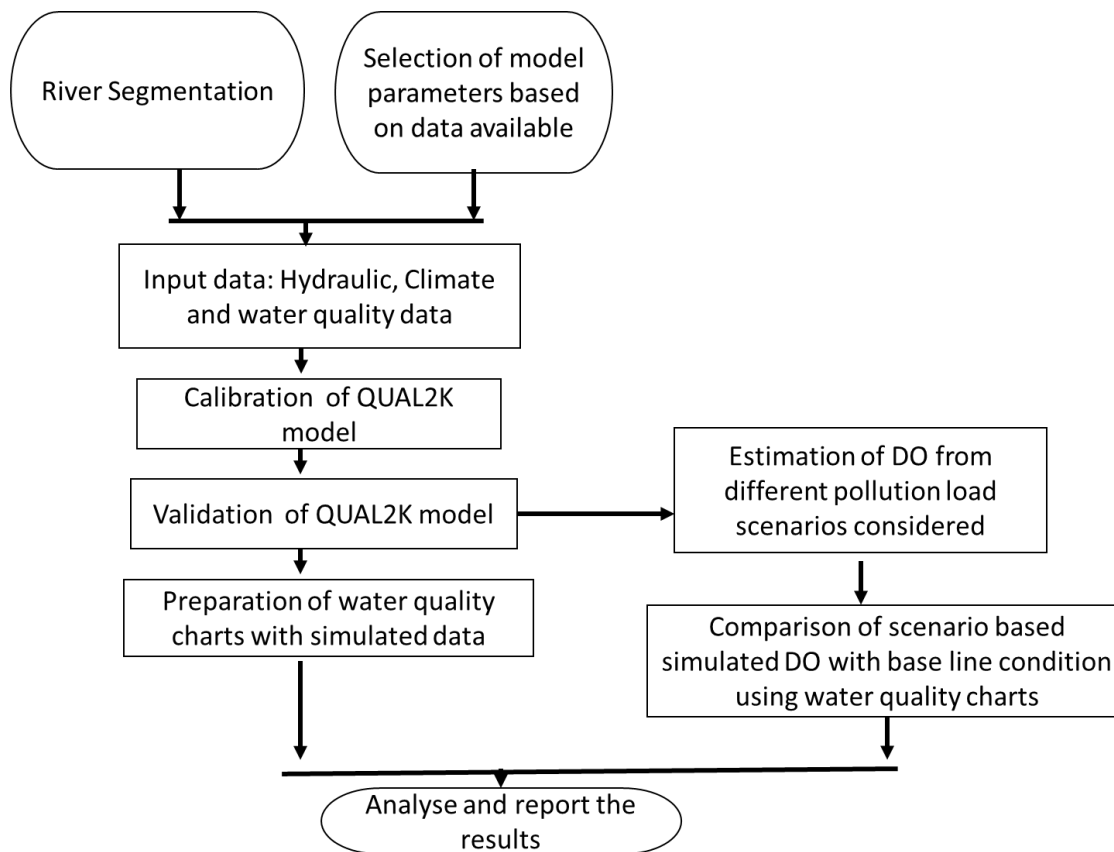 River Segmentation
Selection of model
parameters based
on data available
Input data: Hydraulic, Climate
and water quality data
Calibration of QUAL2K
model
Validation of QUAL2K model
Estimation of DO from
different pollution load
scenarios considered
Preparation of water quality
charts with simulated data
Comparison of scenario based
simulated DO with base line condition
using water quality charts
Analyse and report the
results